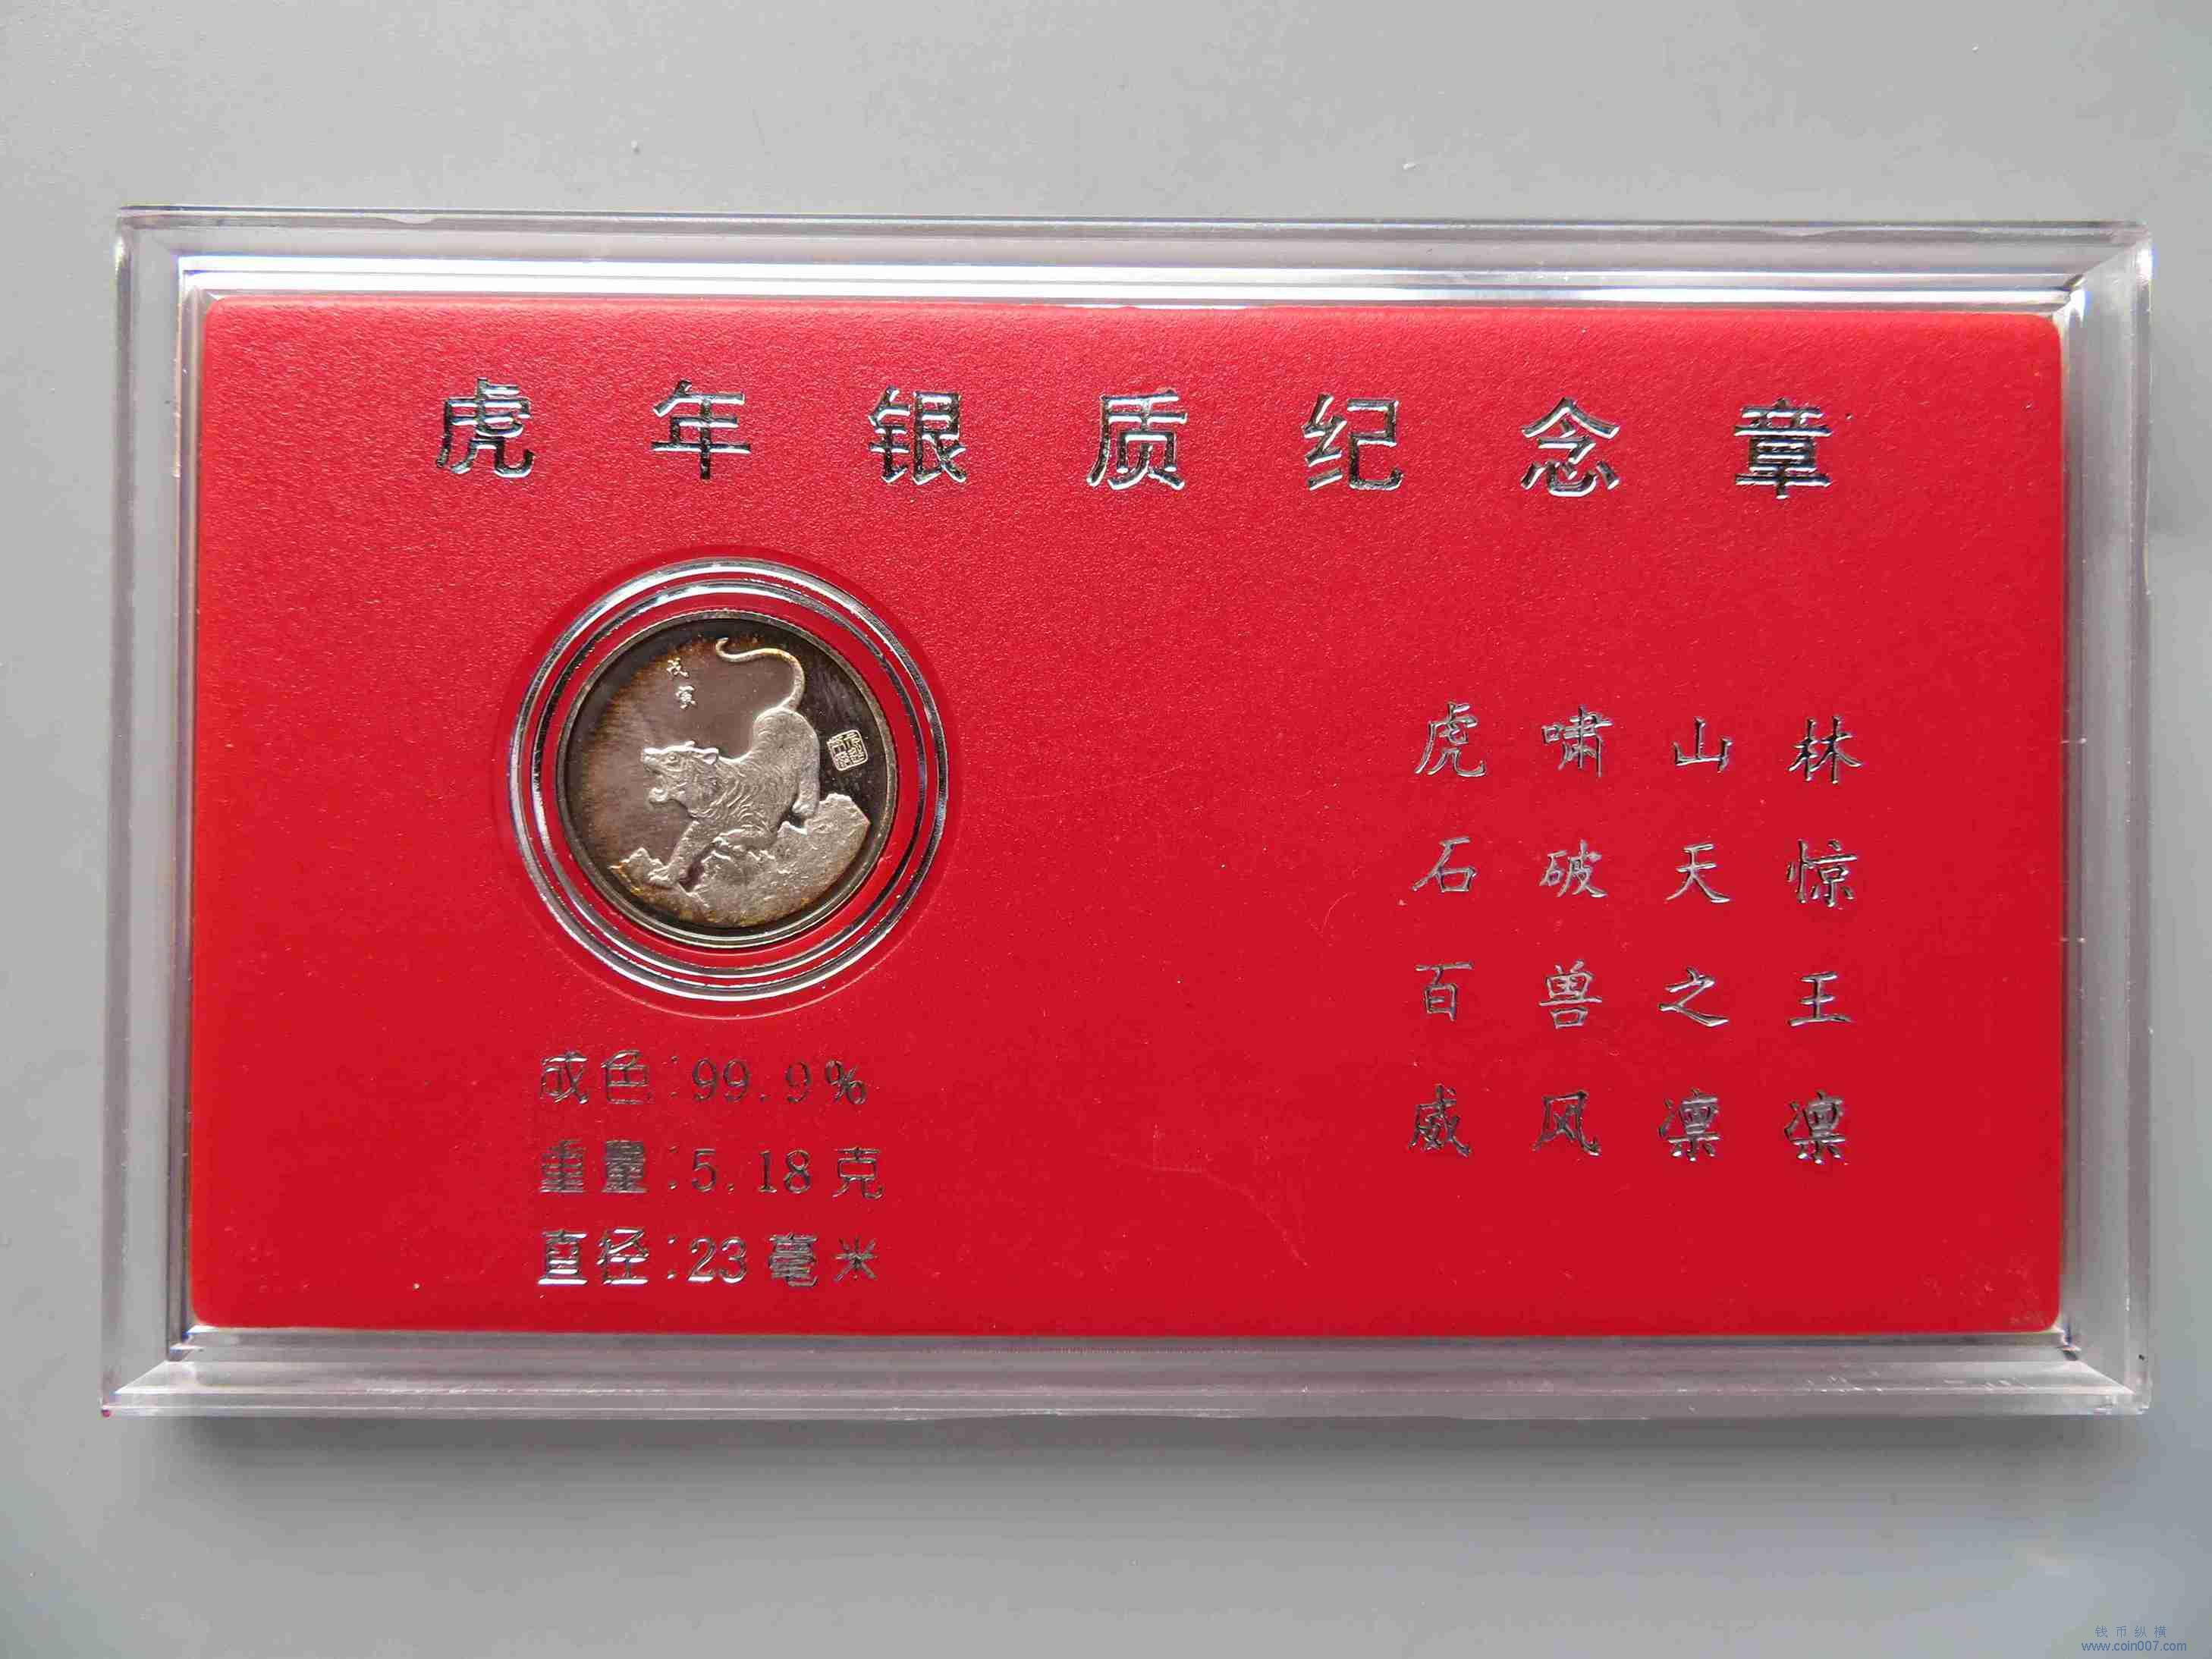 虎年银质纪念章
戊寅
虎啸山林
石破天惊
百兽之王
威风凛凛
成色:99.9%
重量:5.18克
直径:23毫米
钱币纵横
www.coin007.com